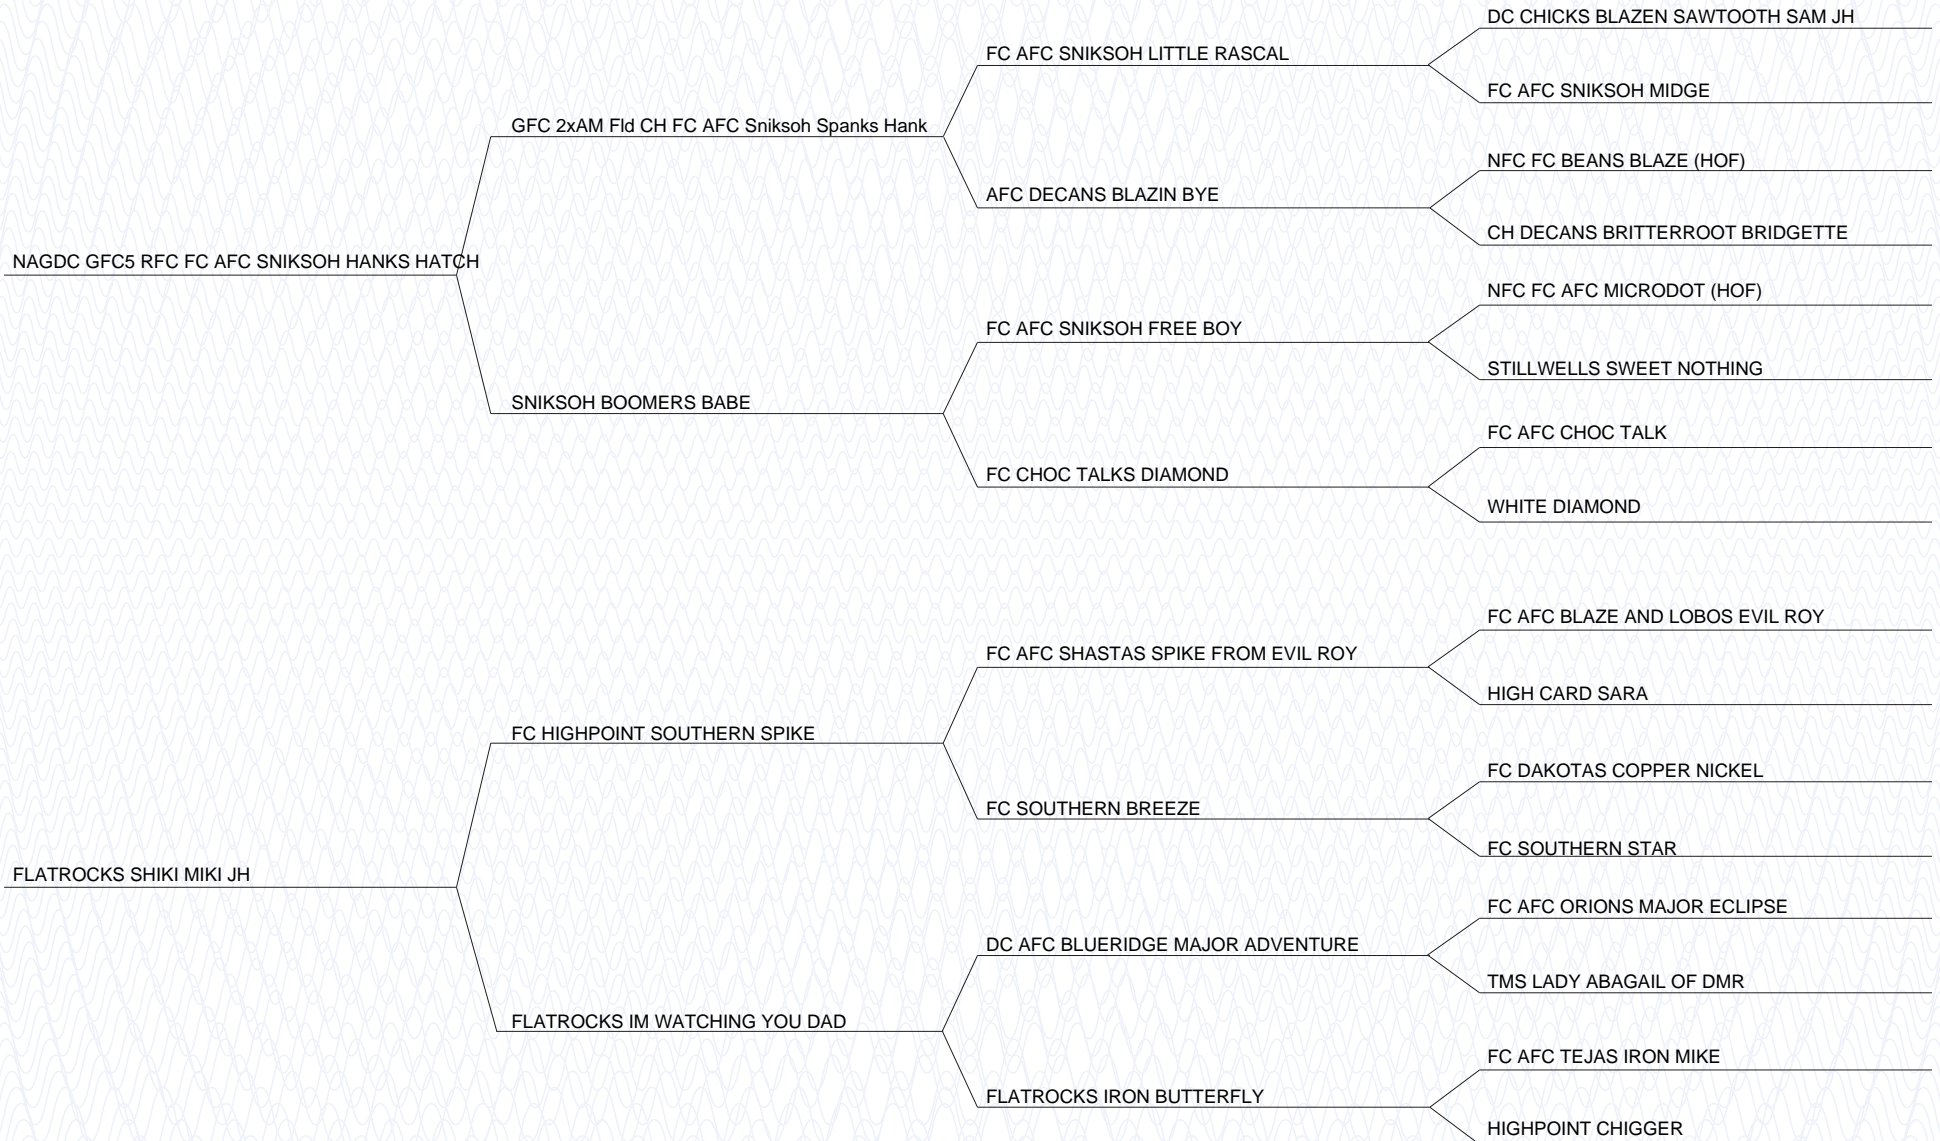 DC CHICKS BLAZEN SAWTOOTH SAM JH
FC AFC SNIKSOH LITTLE RASCAL
FC AFC SNIKSOH MIDGE
GFC 2xAM Fld CH FC AFC Sniksoh Spanks Hank
NFC FC BEANS BLAZE (HOF)
AFC DECANS BLAZIN BYE
CH DECANS BRITTERROOT BRIDGETTE
NAGDC GFC5 RFC FC AFC SNIKSOH HANKS HATCH
NFC FC AFC MICRODOT (HOF)
FC AFC SNIKSOH FREE BOY
STILLWELLS SWEET NOTHING
SNIKSOH BOOMERS BABE
FC AFC CHOC TALK
FC CHOC TALKS DIAMOND
WHITE DIAMOND
FC AFC BLAZE AND LOBOS EVIL ROY
FC AFC SHASTAS SPIKE FROM EVIL ROY
HIGH CARD SARA
FC HIGHPOINT SOUTHERN SPIKE
FC DAKOTAS COPPER NICKEL
FC SOUTHERN BREEZE
FC SOUTHERN STAR
FLATROCKS SHIKI MIKI JH
FC AFC ORIONS MAJOR ECLIPSE
DC AFC BLUERIDGE MAJOR ADVENTURE
TMS LADY ABAGAIL OF DMR
FLATROCKS IM WATCHING YOU DAD
FC AFC TEJAS IRON MIKE
FLATROCKS IRON BUTTERFLY
HIGHPOINT CHIGGER